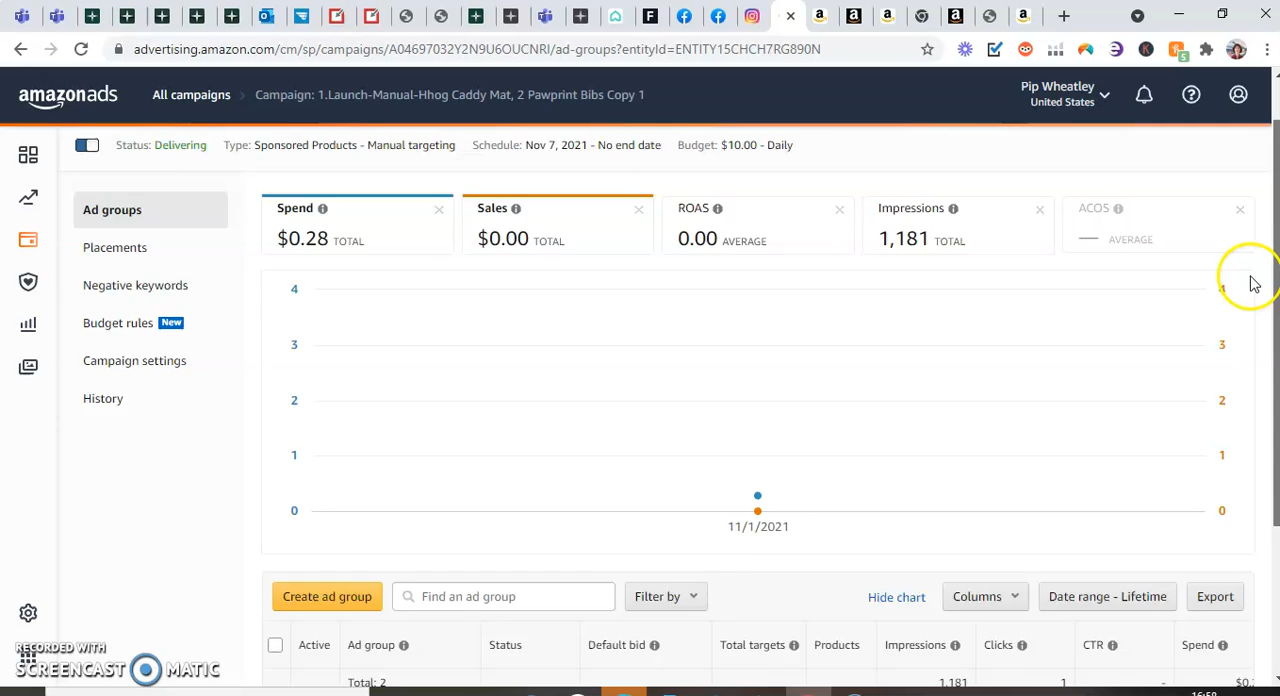 advertising.amazon.com/cm/sp/campaigns/A04697032Y2N9U6OUCNRI/ad-groups?entityId=ENTITY15CHCH7RG890N
5
amazonads
All campaigns
Campaign: 1.Launch-Manual-Hhog Caddy Mat, 2 Pawprint Bibs Copy 1
Pip Wheatley
United States
Status: Delivering
Type: Sponsored Products - Manual targeting
Schedule: Nov 7, 2021 - No end date
Budget: $10.00 - Daily
Ad groups
Placements
Negative keywords
Budget rules New
Campaign settings
History
Spend
$0.28 TOTAL
Sales
$0.00 TOTAL
ROAS
0.00 AVERAGE
Impressions
1,181 TOTAL
ACOS
— AVERAGE
4 4
3 3
2 2
1 1
0 0
11/1/2021
Create ad group
Find an ad group
Filter by
Hide chart
Columns
Date range - Lifetime
Export
Active
Ad group
Status
Default bid
Total targets
Products
Impressions
Clicks
CTR
Spend
Total: 2
1,181
1
-
$0.
RECORDED WITH
SCREENCAST MATIC
16:58